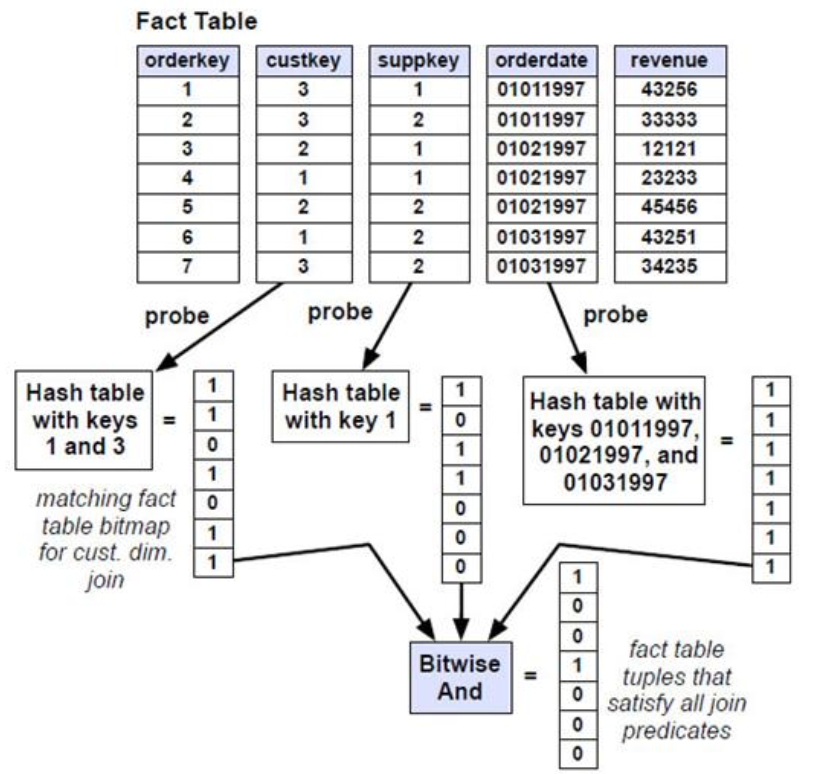 Fact Table
orderkey custkey suppkey orderdate revenue
1 3 1 01011997 43256
2 3 2 01011997 33333
3 2 1 01021997 12121
4 1 1 01021997 23233
5 2 2 01021997 45456
6 1 2 01031997 43251
7 3 2 01031997 34235
probe
probe
probe
Hash table
with keys
1 and 3
=
1
1
0
1
0
1
1
matching fact
table bitmap
for cust. dim.
join
Hash table
with key 1
=
1
0
1
1
0
0
0
Hash table with
keys 01011997,
01021997, and
01031997
=
1
1
1
1
1
1
1
Bitwise
And
=
1
0
0
1
0
0
0
fact table
tuples that
satisfy all join
predicates